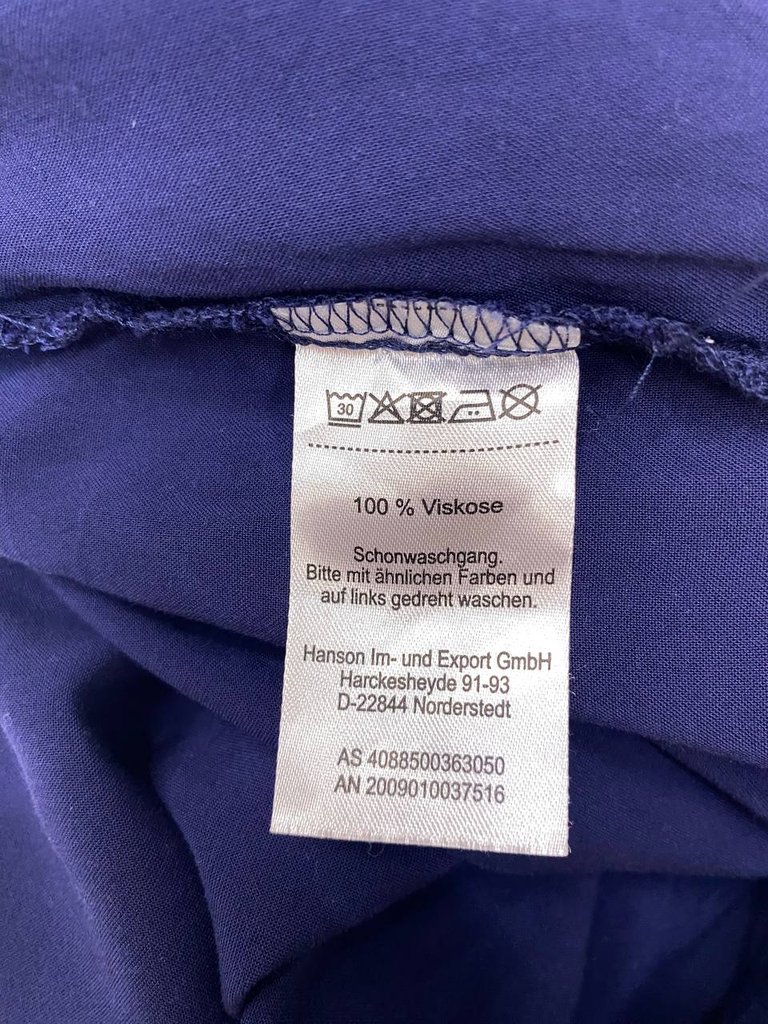 30
100 % Viskose
Schonwaschgang.
Bitte mit ähnlichen Farben und
auf links gedreht waschen.
Hanson Im- und Export GmbH
Harckesheyde 91-93
D-22844 Norderstedt
AS 4088500363050
AN 2009010037516